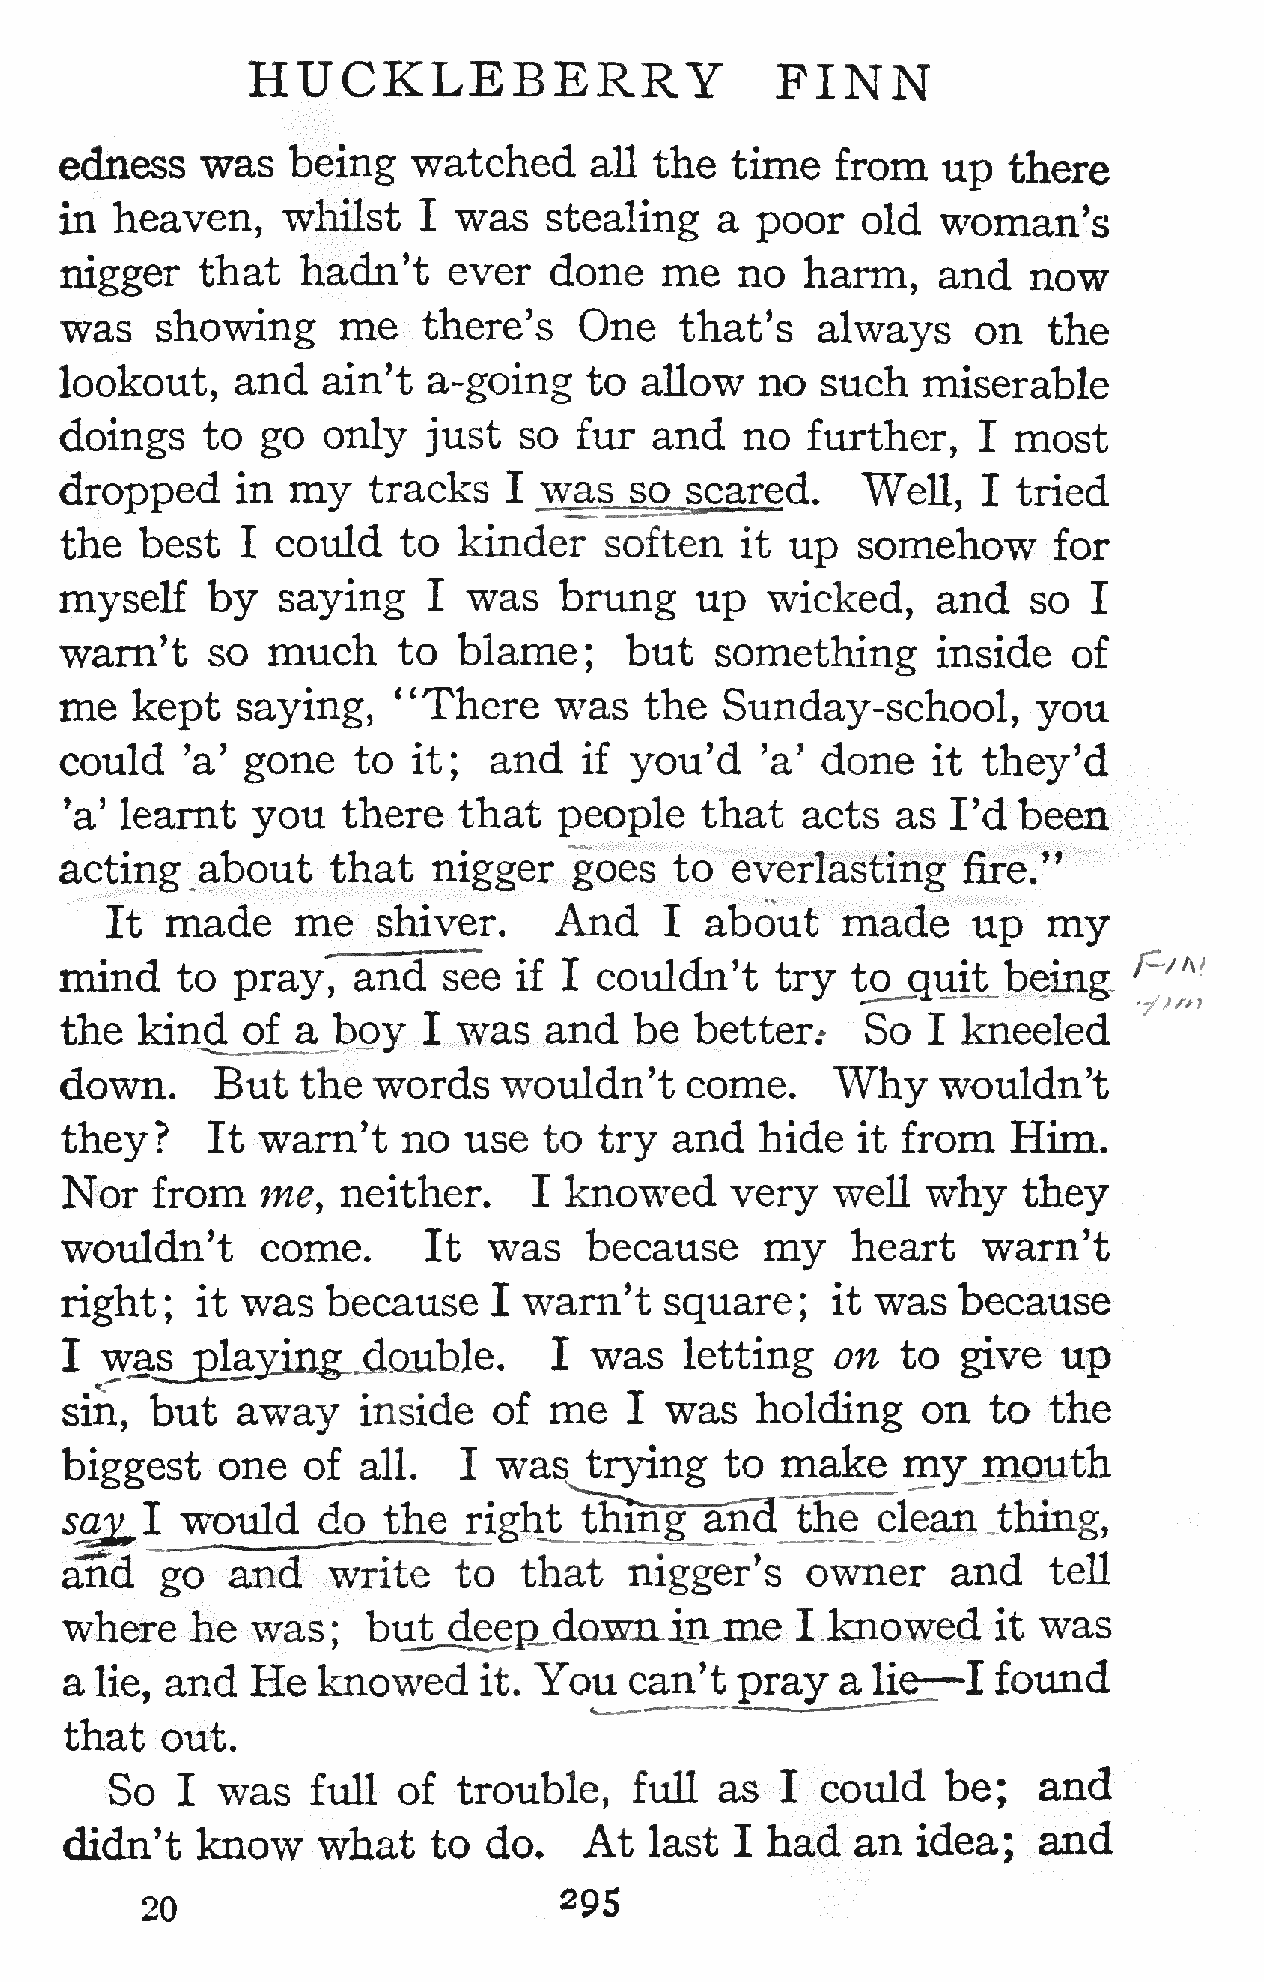 HUCKLEBERRY FINN
edness was being watched all the time from up there
in heaven, whilst I was stealing a poor old woman's
nigger that hadn't ever done me no harm, and now
was showing me there's One that's always on the
lookout, and ain't a-going to allow no such miserable
doings to go only just so fur and no further, I most
dropped in my tracks I was so scared. Well, I tried
the best I could to kinder soften it up somehow for
myself by saying I was brung up wicked, and so I
warn't so much to blame; but something inside of
me kept saying, “There was the Sunday-school, you
could 'a' gone to it; and if you'd 'a' done it they'd
'a' learnt you there that people that acts as I'd been
acting about that nigger goes to everlasting fire.”
It made me shiver. And I about made up my
mind to pray, and see if I couldn't try to quit being
the kind of a boy I was and be better. So I kneeled
down. But the words wouldn't come. Why wouldn't
they? It warn't no use to try and hide it from Him.
Nor from me, neither. I knowed very well why they
wouldn't come. It was because my heart warn't
right; it was because I warn't square; it was because
I was playing double. I was letting on to give up
sin, but away inside of me I was holding on to the
biggest one of all. I was trying to make my mouth
say I would do the right thing and the clean thing,
and go and write to that nigger's owner and tell
where he was; but deep down in me I knowed it was
a lie, and He knowed it. You can't pray a lie—I found
that out.
So I was full of trouble, full as I could be; and
didn't know what to do. At last I had an idea; and
20 295